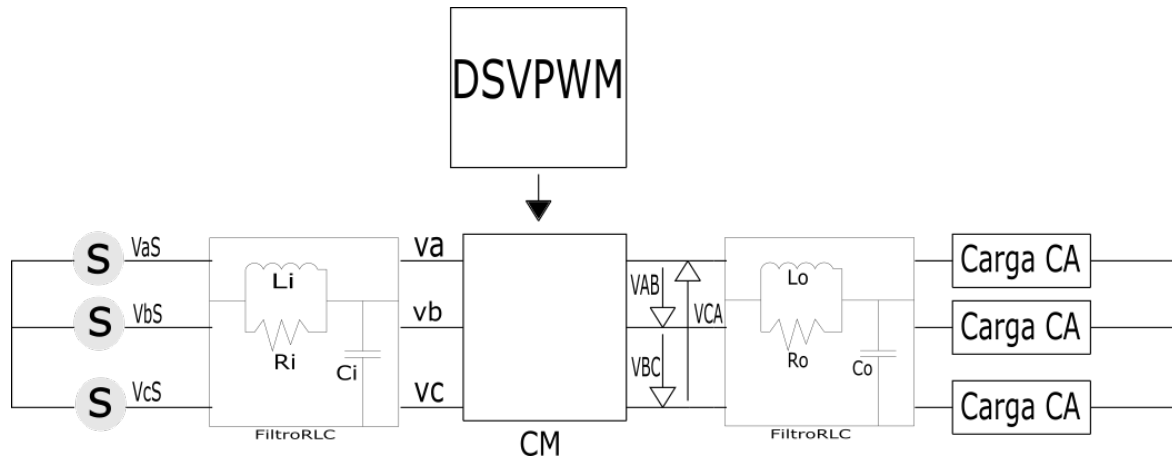 DSVPWM
S
VaS
va
Carga CA
Li
Lo
VAB
S
VbS
vb
VCA
Carga CA
Ri
Ci
VBC
Ro
Co
S
VcS
vc
Carga CA
FiltroRLC
CM
FiltroRLC